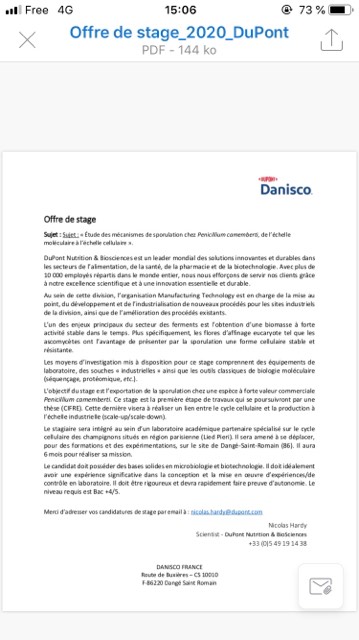 Free 4G 15:06 73 %
Offre de stage_2020_DuPont
PDF - 144 ko
DUPONT
Danisco.
Offre de stage
Sujet : Sujet : « Étude des mécanismes de sporulation chez Penicillium camemberti, de l'échelle
moléculaire à l'échelle cellulaire ».
DuPont Nutrition & Biosciences est un leader mondial des solutions innovantes et durables dans
les secteurs de l'alimentation, de la santé, de la pharmacie et de la biotechnologie. Avec plus de
10 000 employés répartis dans le monde entier, nous nous efforçons de servir nos clients grâce
à notre excellence scientifique et à une innovation essentielle et durable.
Au sein de cette division, l'organisation Manufacturing Technology est en charge de la mise au
point, du développement et de l'industrialisation de nouveaux procédés pour les sites industriels
de la division, ainsi que de l'amélioration des procédés existants.
L'un des enjeux principaux du secteur des ferments est l'obtention d'une biomasse à forte
activité stable dans le temps. Plus spécifiquement, les flores d'affinage eucaryote tel que les
ascomycètes ont l'avantage de présenter par la sporulation une forme cellulaire stable et
résistante.
Les moyens d'investigation mis à disposition pour ce stage comprennent des équipements de
laboratoire, des souches « industrielles » ainsi que les outils classiques de biologie moléculaire
(séquençage, protéomique, etc.).
L'objectif du stage est l'exportation de la sporulation chez une espèce à forte valeur commerciale
Penicillium camemberti. Ce stage est la première étape de travaux qui se poursuivront par une
thèse (CIFRE). Cette dernière visera à réaliser un lien entre le cycle cellulaire et la production à
l'échelle industrielle (scale-up/scale-down).
Le stagiaire sera intégré au sein d'un laboratoire académique partenaire spécialisé sur le cycle
cellulaire des champignons situés en région parisienne (Lied Pieri). Il sera amené à se déplacer,
pour des formations et des expérimentations, sur le site de Dangé-Saint-Romain (86). Il aura
6 mois pour réaliser sa mission.
Le candidat doit posséder des bases solides en microbiologie et biotechnologie. Il doit idéalement
avoir une expérience significative dans la conception et la mise en œuvre d'expériences/de
contrôle en laboratoire. Il doit être rigoureux et devra rapidement faire preuve d'autonomie. Le
niveau requis est Bac +4/5.
Merci d'adresser vos candidatures de stage par email à : nicolas.hardy@dupont.com
Nicolas Hardy
Scientist - DuPont Nutrition & BioSciences
+33 (0)5 49 19 14 38
DANISCO FRANCE
Route de Buxières – CS 10010
F-86220 Dangé Saint Romain